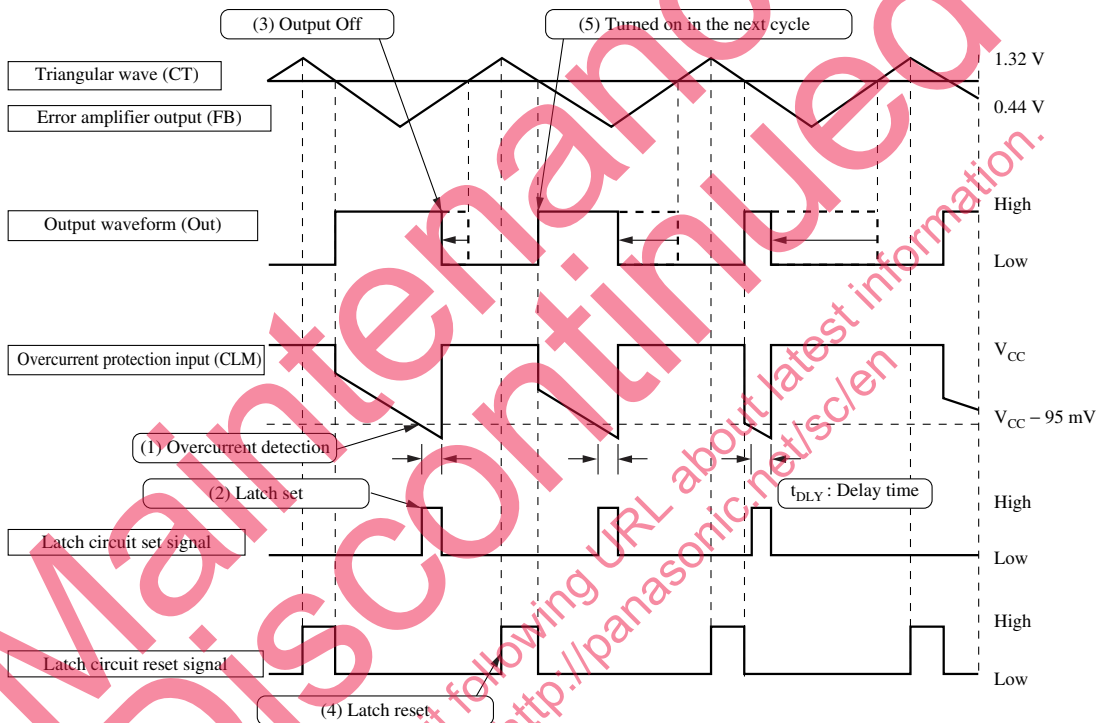 (3) Output Off
(5) Turned on in the next cycle
Triangular wave (CT)
1.32 V
Error amplifier output (FB)
0.44 V
Output waveform (Out)
High
Low
Overcurrent protection input (CLM)
VCC
VCC − 95 mV
(1) Overcurrent detection
(2) Latch set
tDLY : Delay time
Latch circuit set signal
High
Low
Latch circuit reset signal
High
Low
(4) Latch reset
Maintenanc
Discontinued
it following URL about latest information.
ttp://panasonic.net/sc/en